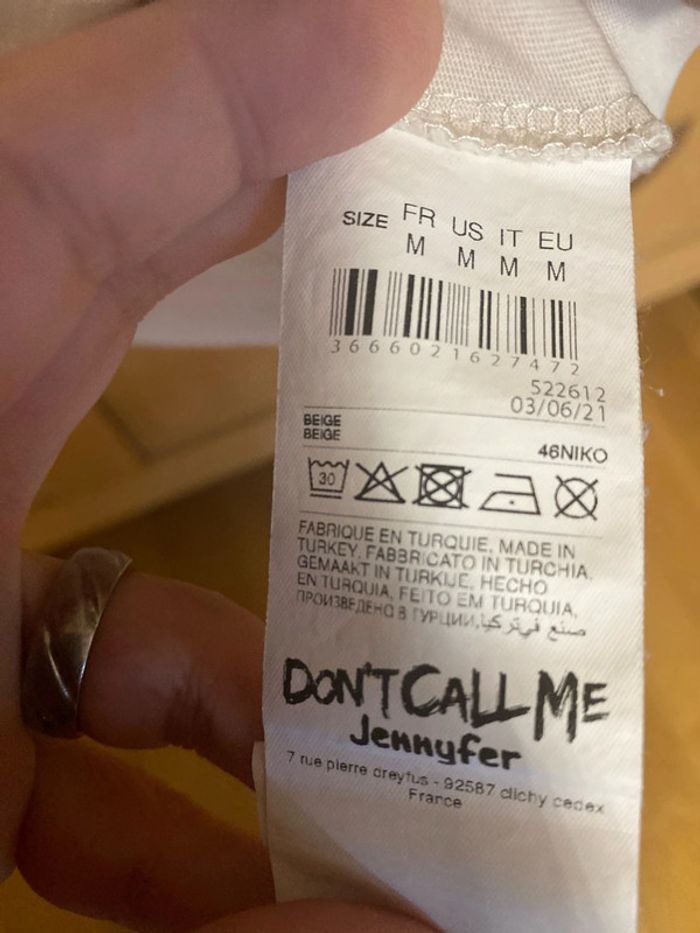 SIZE FR US IT EU
M M M M
3666021627472
522612
03/06/21
BEIGE
BEIGE
46NIKO
30
FABRIQUE EN TURQUIE, MADE IN
TURKEY, FABBRICATO IN TURCHIA,
GEMAAKT IN TURKIJE, HECHO
EN TURQUIA, FEITO EM TURQUIA,
ПРОИЗВЕДЕНО В ТУРЦИИ, صنع في تركيا
DON'T CALL ME
Jennyfer
7 rue pierre dreyfus - 92587 clichy cedex
France